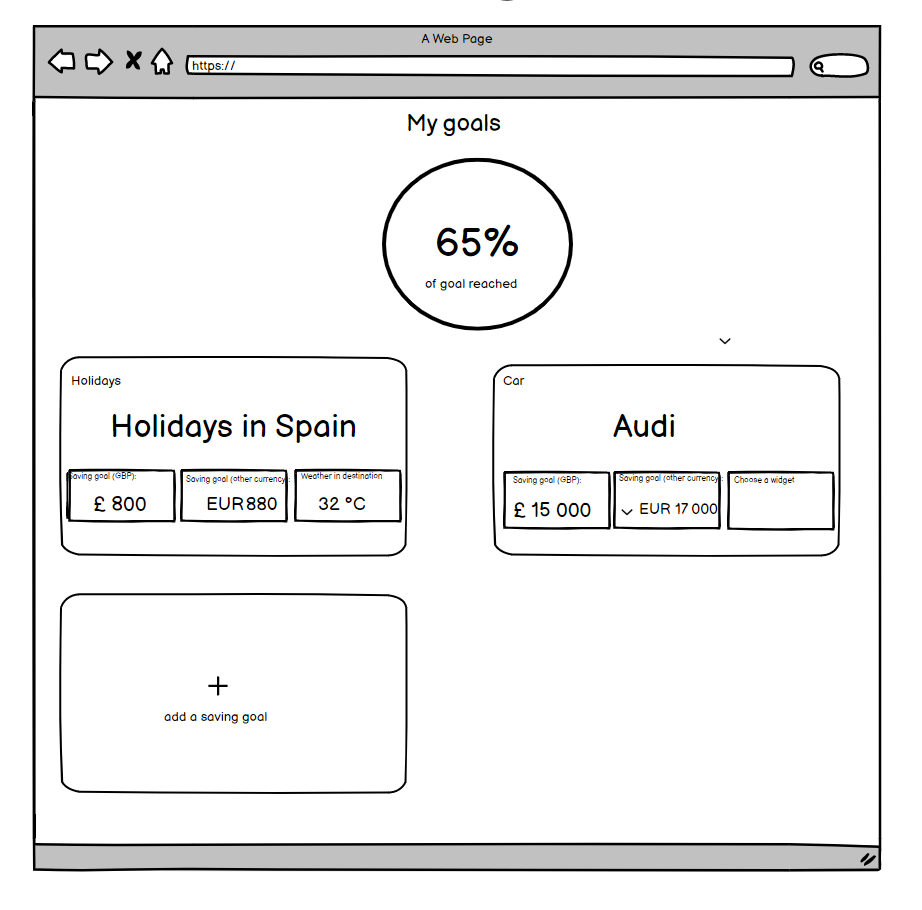 A Web Page
https://
My goals
65%
of goal reached
Holidays
Holidays in Spain
Saving goal (GBP):
£ 800
Saving goal (other currency):
EUR 880
Weather in destination
32 °C
Car
Audi
Saving goal (GBP):
£ 15 000
Saving goal (other currency):
EUR 17 000
Choose a widget
add a saving goal